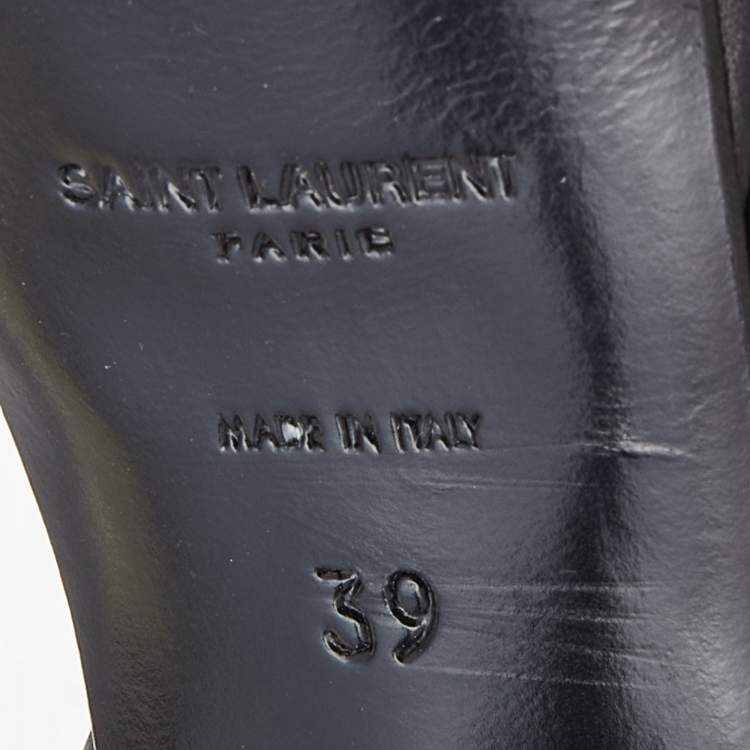 SAINT LAURENT
PARIS
MADE IN ITALY
39